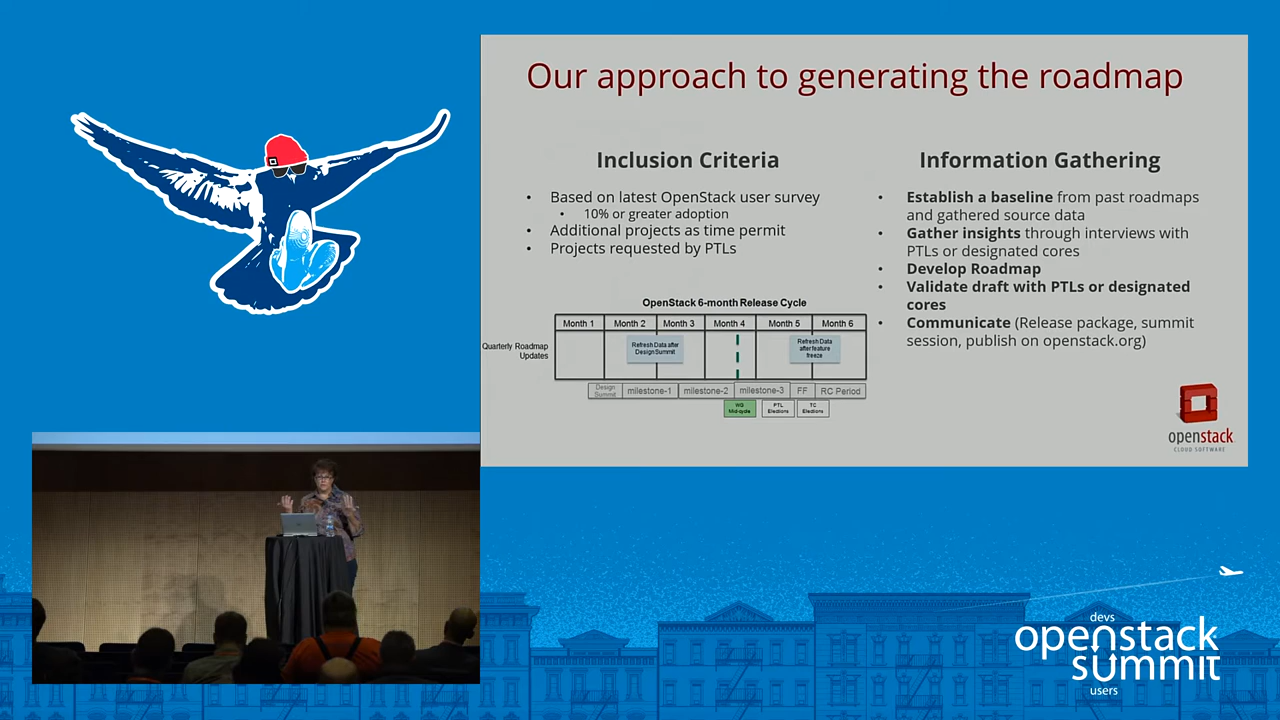 Our approach to generating the roadmap
Inclusion Criteria
• Based on latest OpenStack user survey
• 10% or greater adoption
• Additional projects as time permit
• Projects requested by PTLs
OpenStack 6-month Release Cycle
Month 1 Month 2 Month 3 Month 4 Month 5 Month 6
Quarterly Roadmap
Updates
Refresh Data after
Design Summit
Refresh Data
after feature
freeze
Design
Summit
milestone-1 milestone-2 milestone-3 FF RC Period
WG
Mid-cycle
PTL
Elections
TC
Elections
Information Gathering
• Establish a baseline from past roadmaps
and gathered source data
• Gather insights through interviews with
PTLs or designated cores
• Develop Roadmap
• Validate draft with PTLs or designated
cores
• Communicate (Release package, summit
session, publish on openstack.org)
openstack
CLOUD SOFTWARE
devs
openstack
summit
users